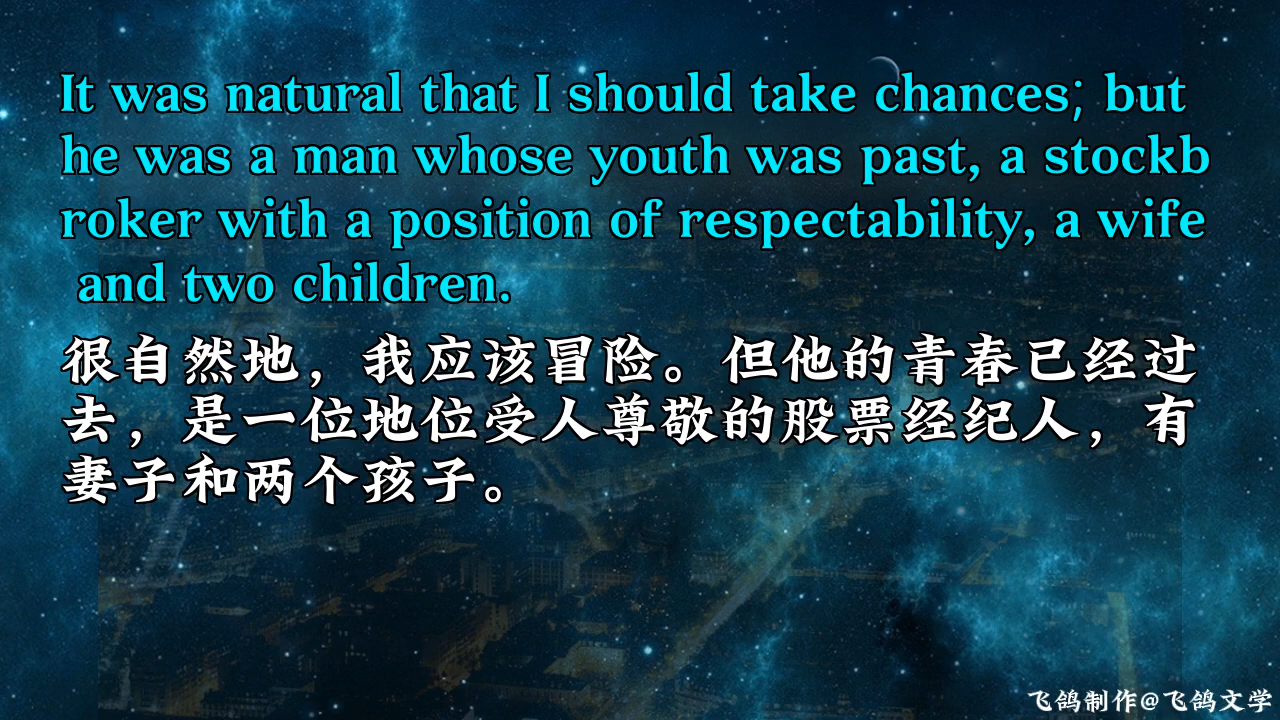 It was natural that I should take chances; but
he was a man whose youth was past, a stockb
roker with a position of respectability, a wife
and two children.
很自然地，我应该冒险。但他的青春已经过
去，是一位地位受人尊敬的股票经纪人，有
妻子和两个孩子。
飞鸽制作@飞鸽文学